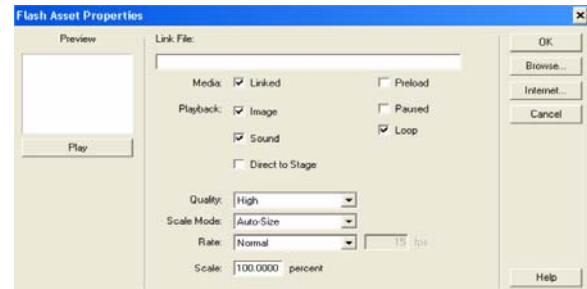 Flash Asset Properties
Preview
Play
Link File:
Media: Linked Preload
Playback: Image Paused
Sound Loop
Direct to Stage
Quality: High
Scale Mode: Auto-Size
Rate: Normal 15 fps
Scale: 100.0000 percent
OK
Browse...
Internet...
Cancel
Help